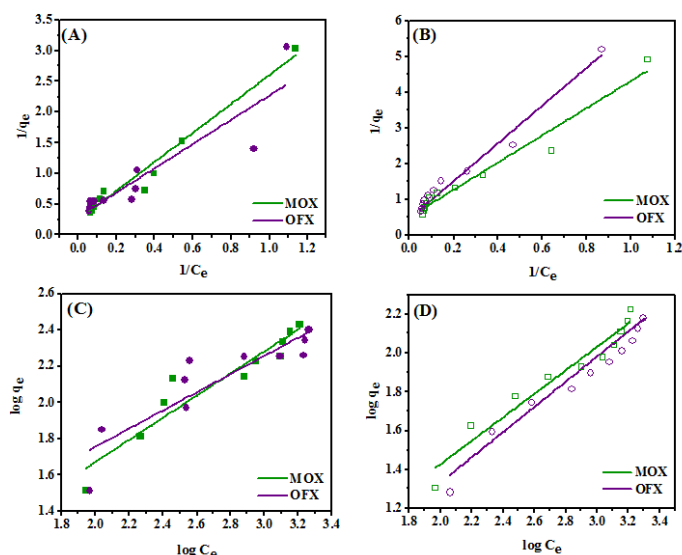 (A)
3.5
3.0
2.5
2.0
1.5
1.0
0.5
0.0
1/qe
0.0 0.2 0.4 0.6 0.8 1.0 1.2
1/Ce
MOX
OFX
(B)
6
5
4
3
2
1
0
1/qe
0.0 0.2 0.4 0.6 0.8 1.0 1.2
1/Ce
MOX
OFX
(C)
2.6
2.4
2.2
2.0
1.8
1.6
1.4
log qe
1.8 2.0 2.2 2.4 2.6 2.8 3.0 3.2 3.4
log Ce
MOX
OFX
(D)
2.2
2.0
1.8
1.6
1.4
1.2
log qe
1.8 2.0 2.2 2.4 2.6 2.8 3.0 3.2 3.4
log Ce
MOX
OFX